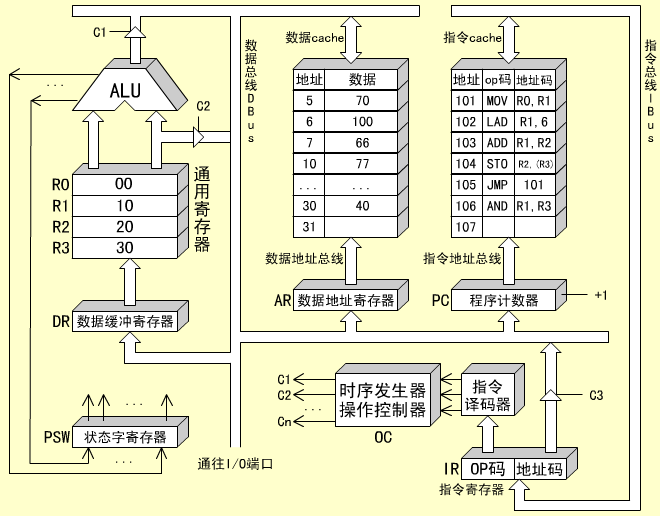 C1
数据总线DBus
数据cache
指令cache
指令总线IBus
...
ALU
C2
地址 数据
5 70
6 100
7 66
10 77
... ...
30 40
31
地址 op码 地址码
101 MOV R0,R1
102 LAD R1,6
103 ADD R1,R2
104 STO R2,(R3)
105 JMP 101
106 AND R1,R3
107
通用寄存器
R0 00
R1 10
R2 20
R3 30
数据地址总线
指令地址总线
DR 数据缓冲寄存器
AR 数据地址寄存器
PC 程序计数器
+1
C1
C2
...
Cn
时序发生器
操作控制器
OC
指令
译码器
C3
...
PSW 状态字寄存器
...
通往I/O端口
IR OP码 地址码
指令寄存器